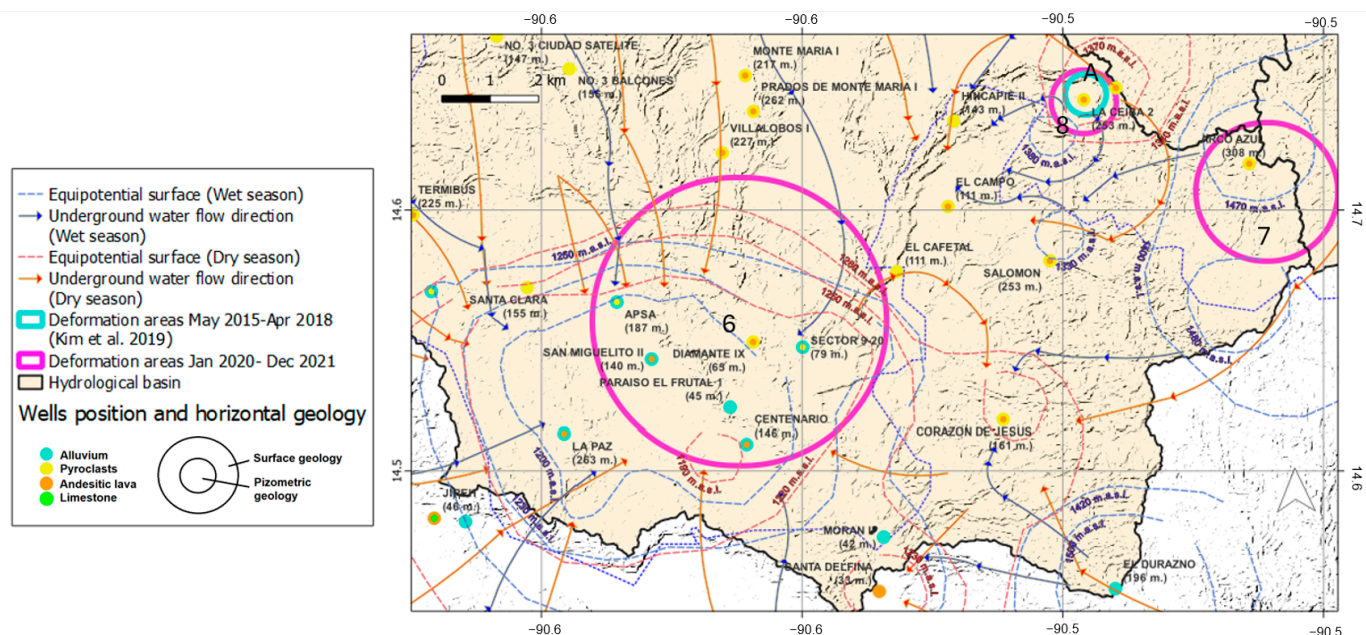 −90.6
−90.6
−90.5
−90.5
NO. 3 CIUDAD SATELITE
(147 m.)
MONTE MARIA I
(217 m.)
1370 m.a.s.l.
A
0 1 2 km
NO. 3 BALCONES
PRADOS DE MONTE MARIA I
(262 m.)
HINCAPIE II
(143 m.)
LA CEIBA 2
(253 m.)
8
VILLALOBOS I
(227 m.)
ARCO AZUL
(308 m.)
1380 m.a.s.l.
TERMIBUS
(225 m.)
EL CAMPO
(111 m.)
1470 m.a.s.l.
14.6
14.7
7
Equipotential surface (Wet season)
Underground water flow direction
(Wet season)
Equipotential surface (Dry season)
Underground water flow direction
(Dry season)
Deformation areas May 2015-Apr 2018
(Kim et al. 2019)
Deformation areas Jan 2020- Dec 2021
Hydrological basin
Wells position and horizontal geology
Alluvium
Pyroclasts
Andesitic lava
Limestone
Surface geology
Pizometric
geology
1250 m.a.s.l.
EL CAFETAL
(111 m.)
SALOMON
(253 m.)
1330 m.a.s.l.
SANTA CLARA
(155 m.)
APSA
(187 m.)
6
1480 m.a.s.l.
SECTOR 9-20
(79 m.)
SAN MIGUELITO II
(140 m.)
DIAMANTE IX
(65 m.)
PARAISO EL FRUTAL 1
(45 m.)
CENTENARIO
(146 m.)
CORAZON DE JESUS
(161 m.)
LA PAZ
(263 m.)
14.5
14.6
1200 m.a.s.l.
1190 m.a.s.l.
JIREH
(46 m.)
1420 m.a.s.l.
MORAN II
(42 m.)
SANTA DELFINA
(33 m.)
EL DURAZNO
(196 m.)
−90.6
−90.6
−90.5
−90.5